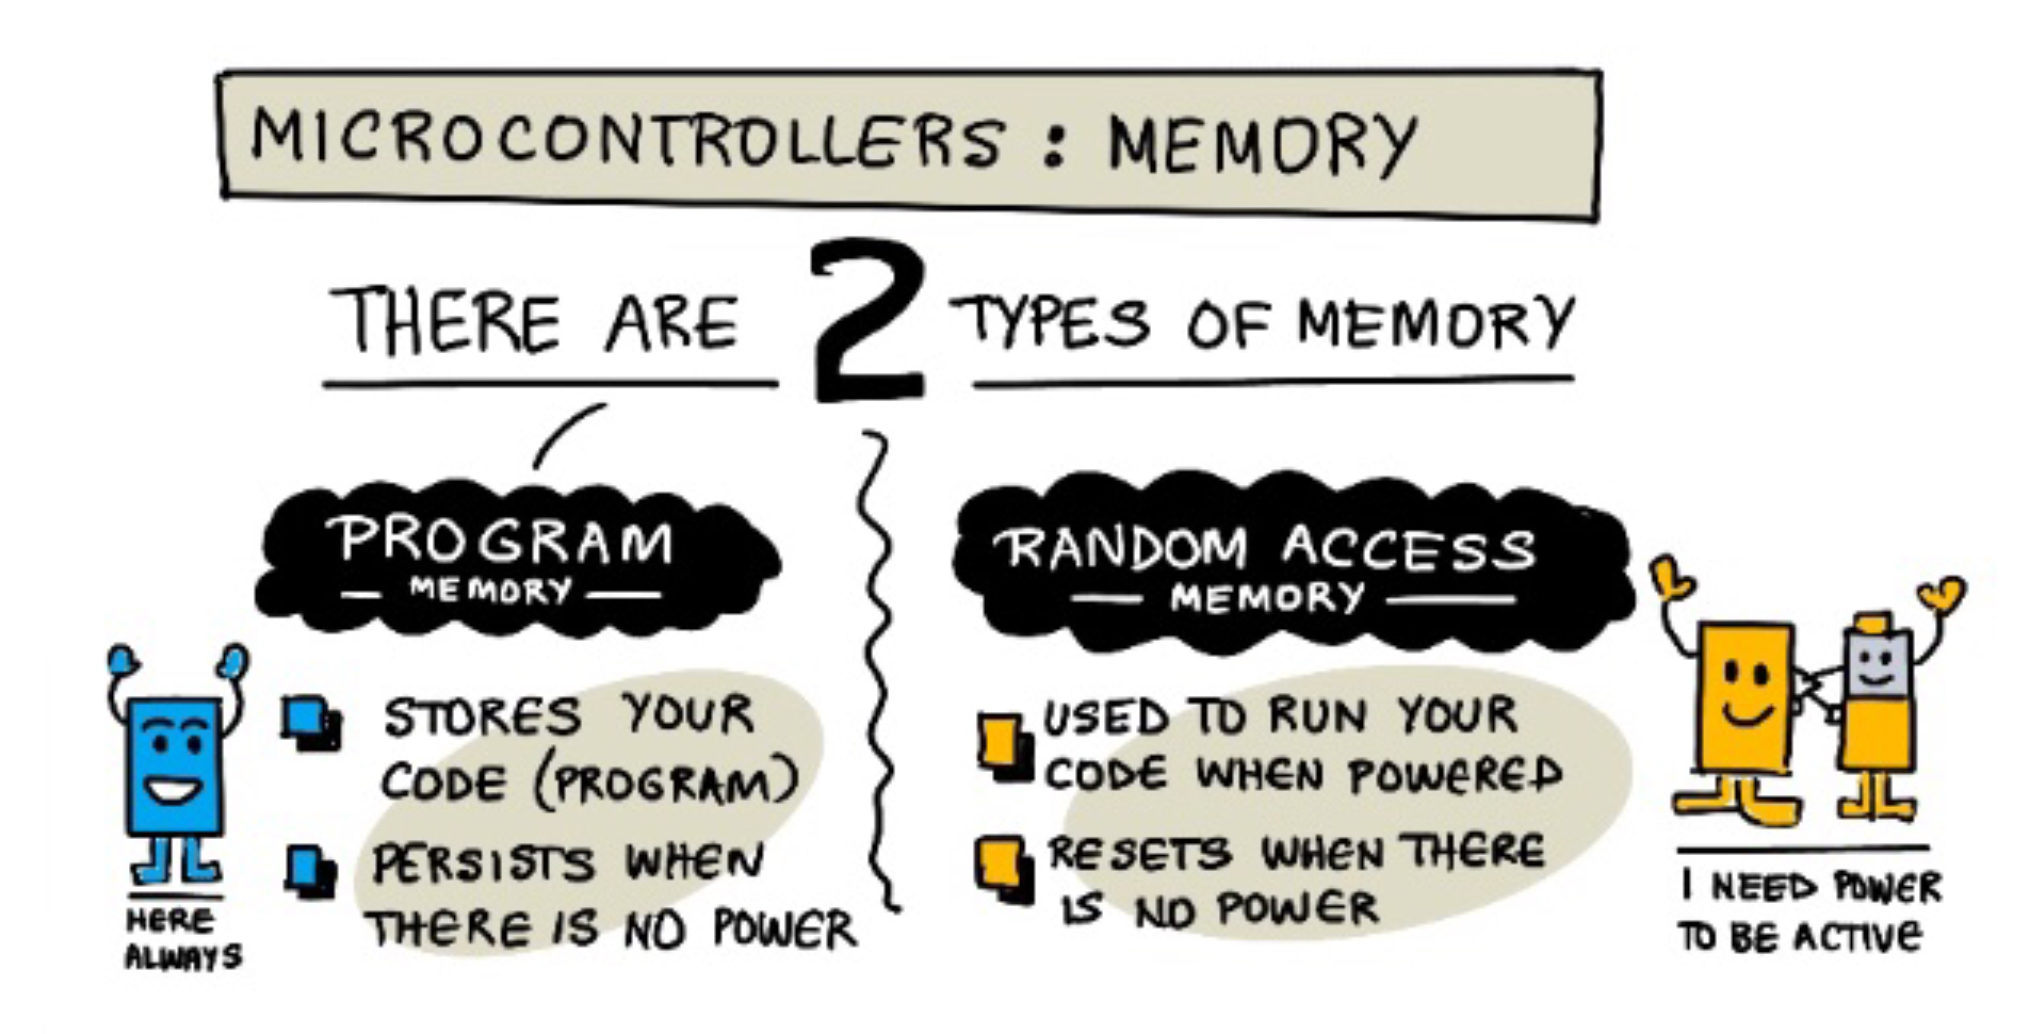 MICROCONTROLLERS : MEMORY
THERE ARE 2 TYPES OF MEMORY
PROGRAM
MEMORY
STORES YOUR
CODE (PROGRAM)
PERSISTS WHEN
THERE IS NO POWER
HERE
ALWAYS
RANDOM ACCESS
MEMORY
USED TO RUN YOUR
CODE WHEN POWERED
RESETS WHEN THERE
IS NO POWER
I NEED POWER
TO BE ACTIVE